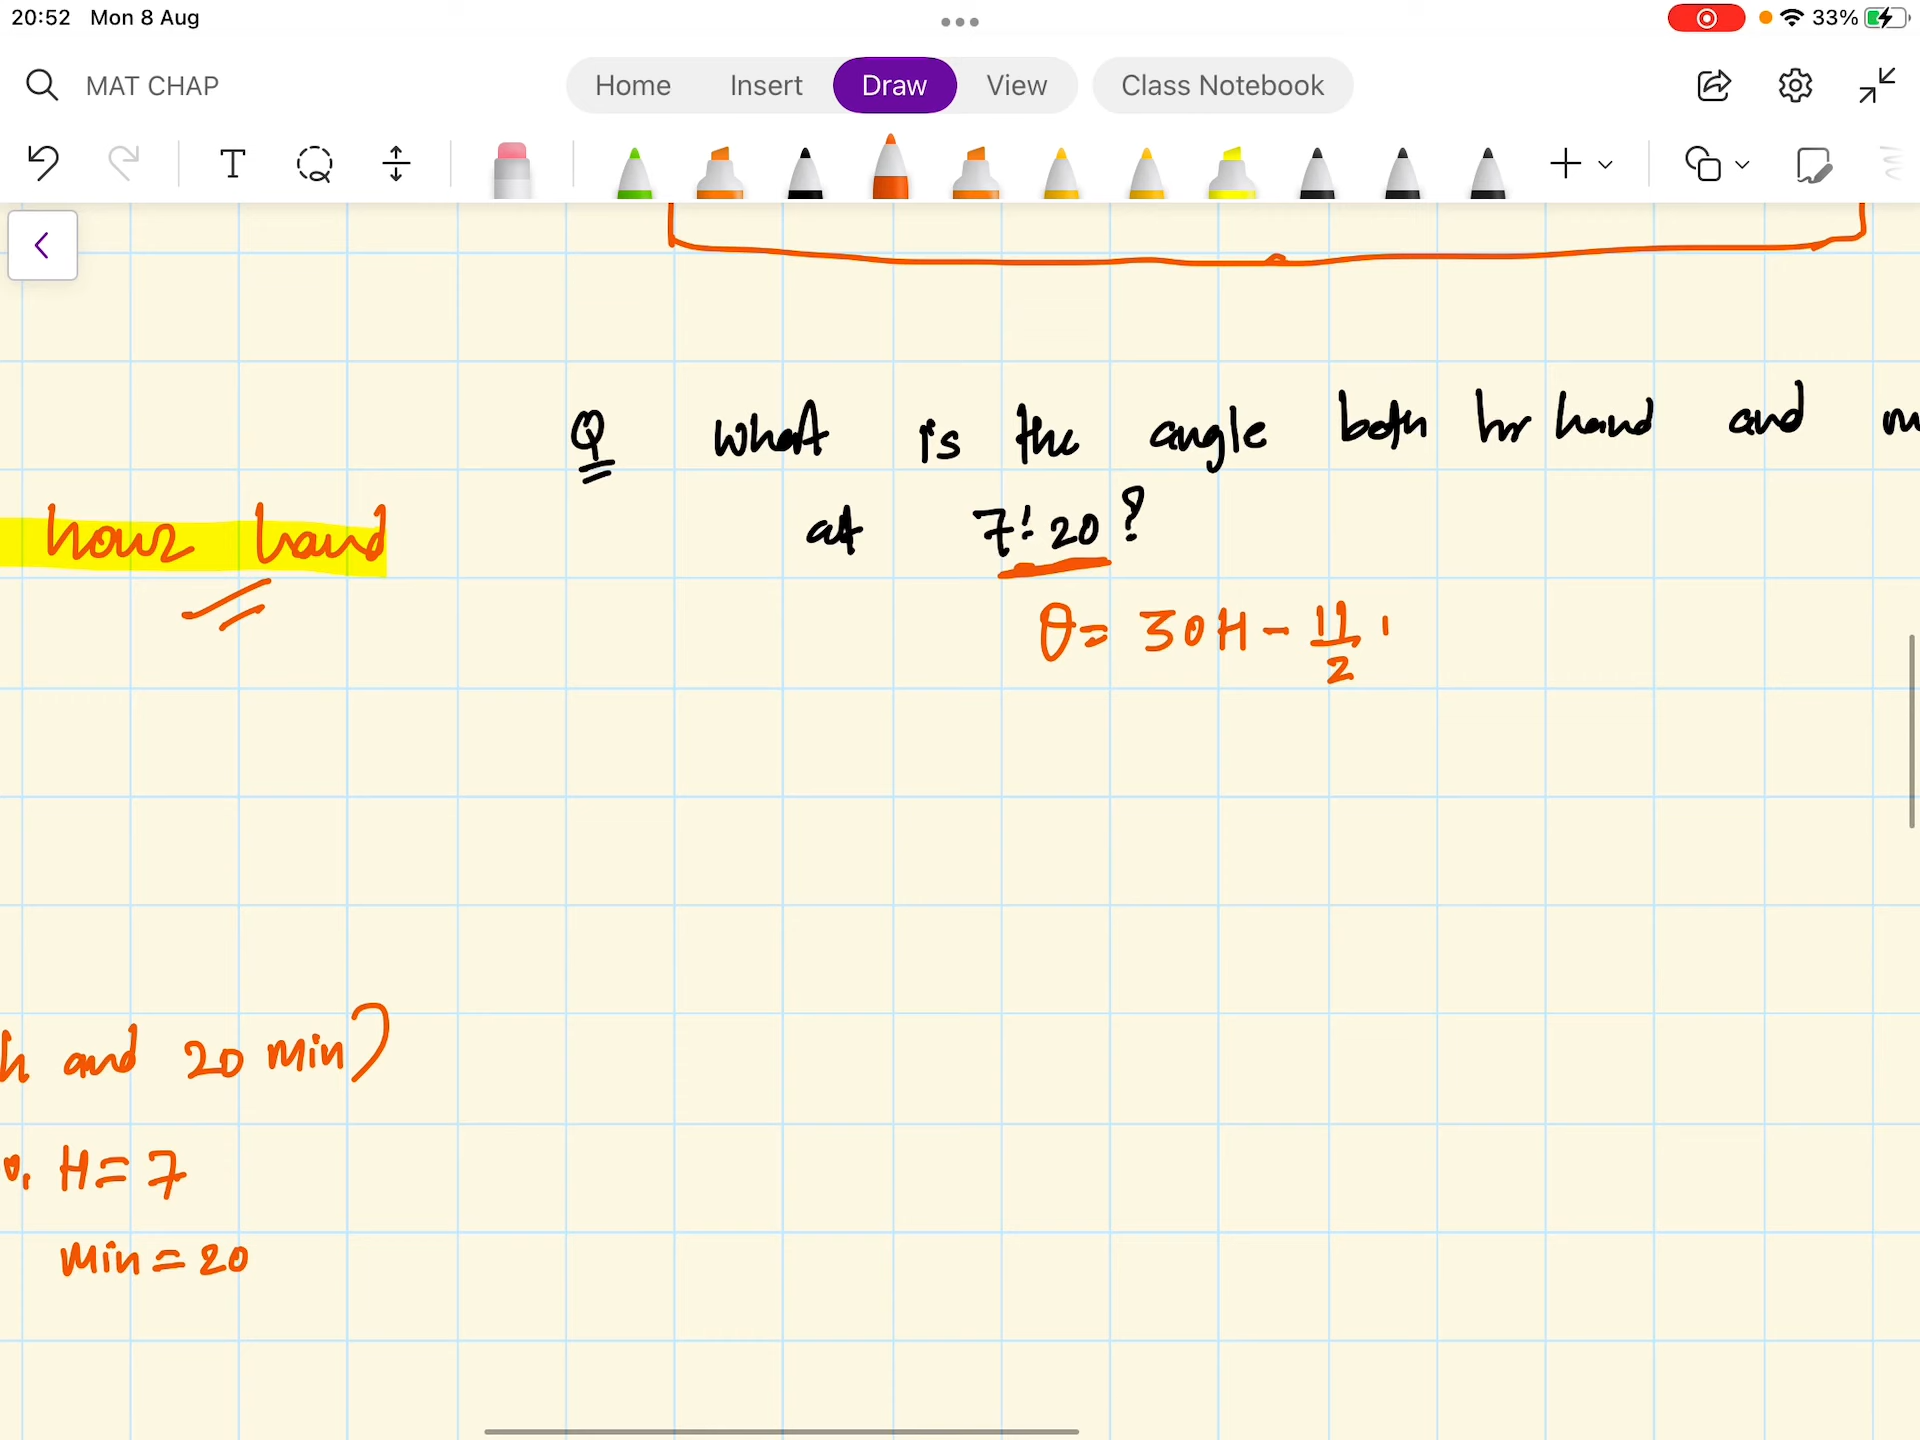 20:52 Mon 8 Aug
33%
MAT CHAP
Home Insert Draw View Class Notebook
T
Q what is the angle both hr hand and
at 7:20?
hour hand
θ = 30H - 11/2
h and 20 min)
H = 7
min = 20